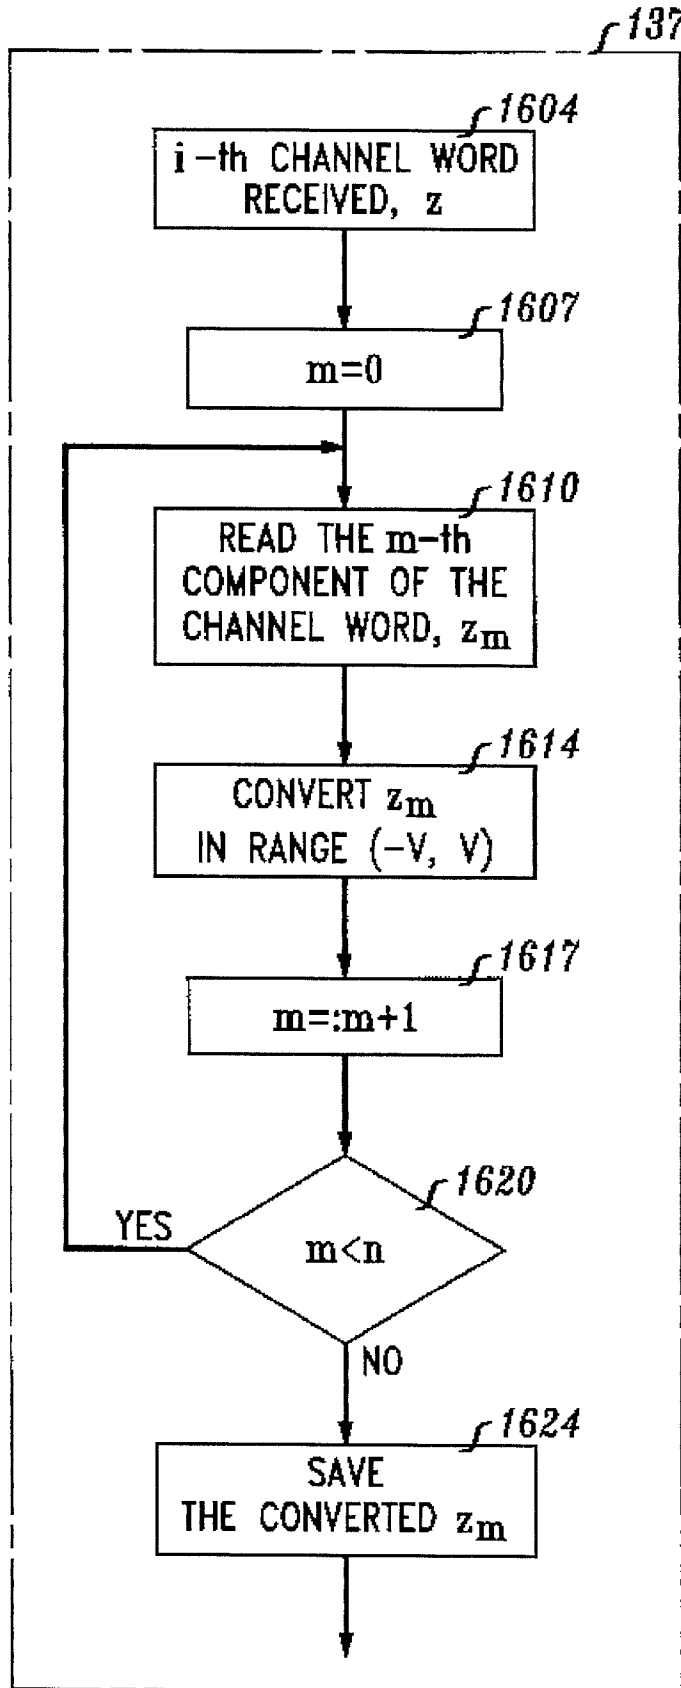 137
1604
i-th CHANNEL WORD
RECEIVED, z
1607
m=0
1610
READ THE m-th
COMPONENT OF THE
CHANNEL WORD, zm
1614
CONVERT zm
IN RANGE (-V, V)
1617
m=:m+1
1620
YES
m<n
NO
1624
SAVE
THE CONVERTED zm